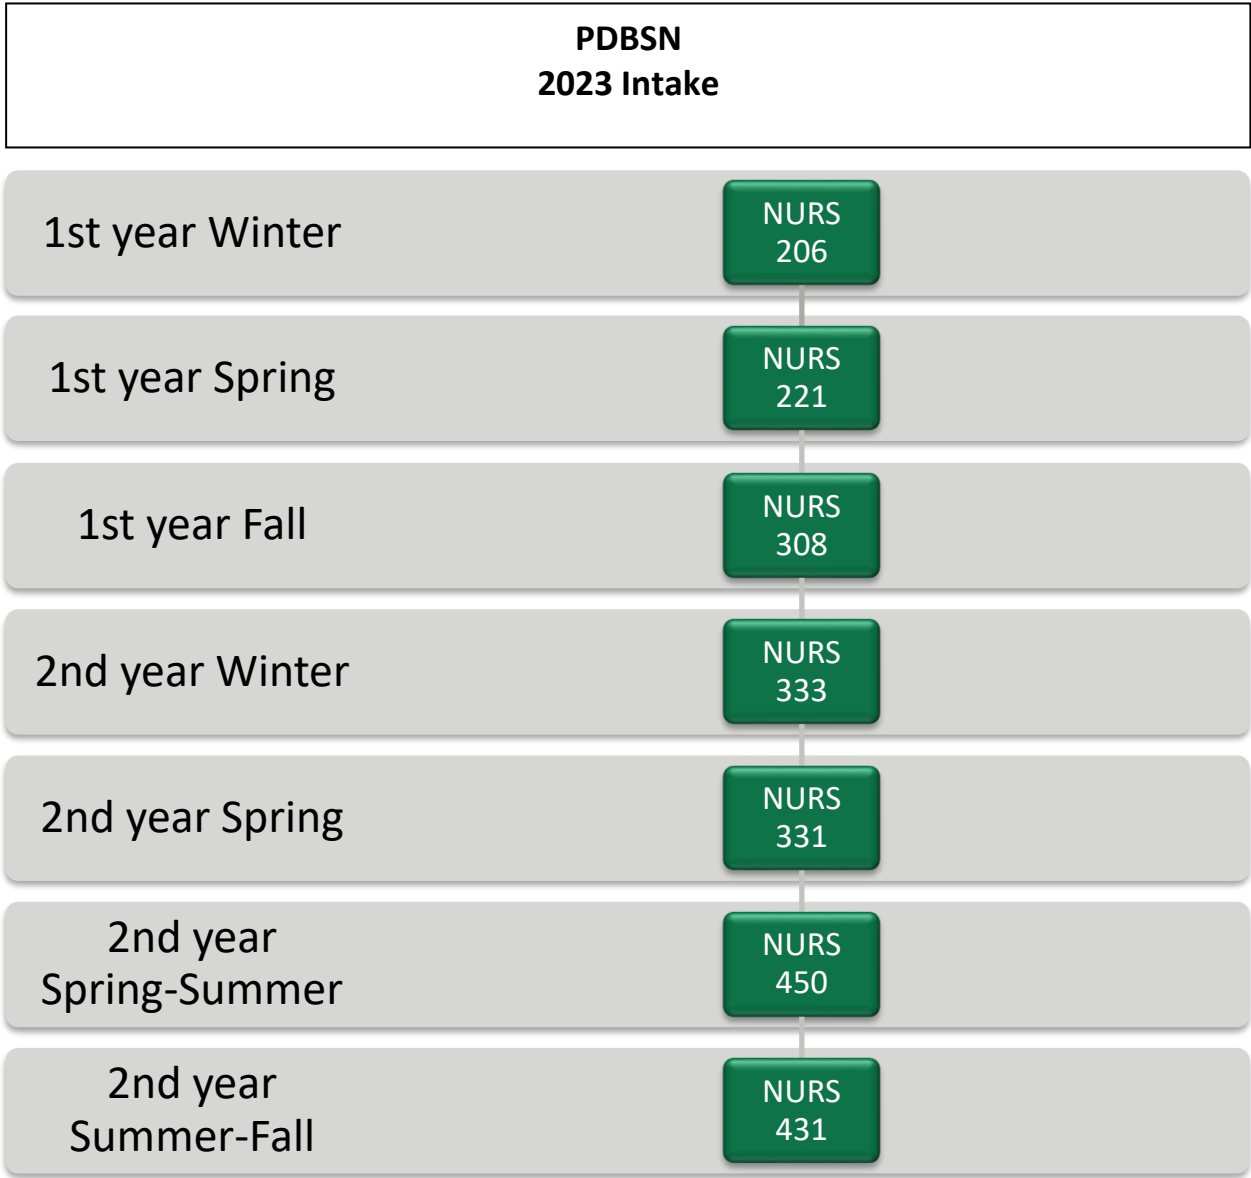 PDBSN
2023 Intake
1st year Winter
NURS
206
1st year Spring
NURS
221
1st year Fall
NURS
308
2nd year Winter
NURS
333
2nd year Spring
NURS
331
2nd year
Spring-Summer
NURS
450
2nd year
Summer-Fall
NURS
431